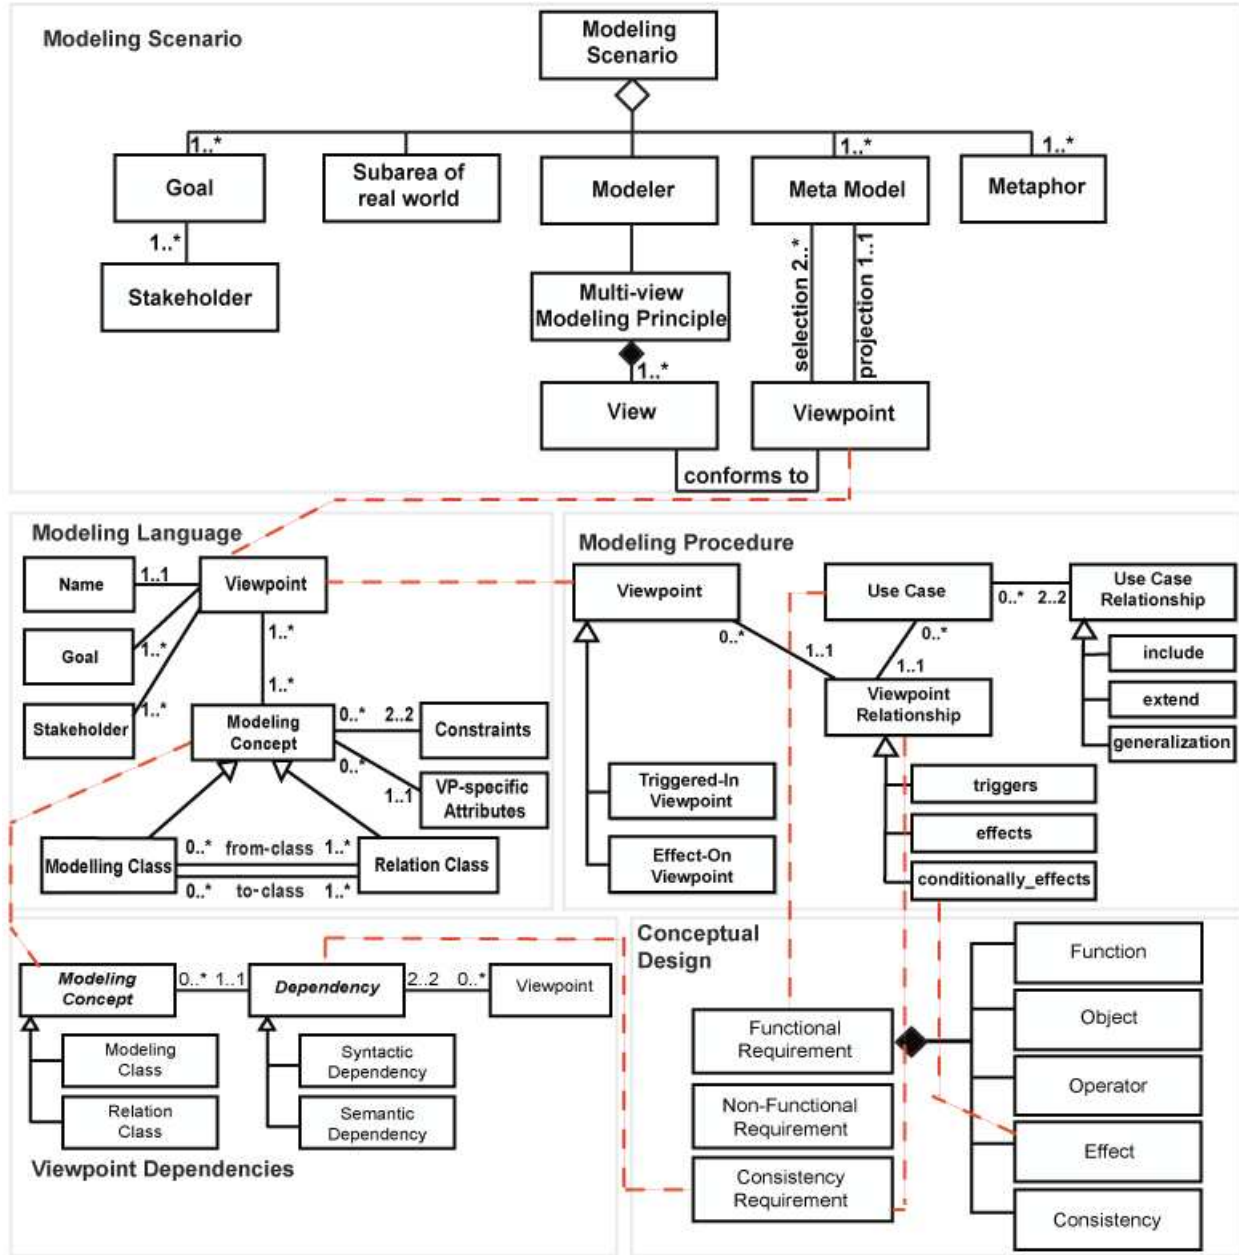 Modeling Scenario
Modeling
Scenario
1..*
1..*
1..*
Goal
Subarea of
real world
Modeler
Meta Model
Metaphor
1..*
selection 2..*
projection 1..1
Stakeholder
Multi-view
Modeling Principle
1..*
View
Viewpoint
conforms to
Modeling Language
Name
1..1
Viewpoint
Goal
1..*
1..*
Stakeholder
1..*
1..*
Modeling
Concept
0..* 2..2
Constraints
0..*
1..1
VP-specific
Attributes
Modelling Class
0..* from-class 1..*
0..* to-class 1..*
Relation Class
Modeling Procedure
Viewpoint
Use Case
0..* 2..2
Use Case
Relationship
0..*
0..*
1..1
1..1
include
Viewpoint
Relationship
extend
generalization
Triggered-In
Viewpoint
triggers
effects
Effect-On
Viewpoint
conditionally_effects
Modeling
Concept
0..* 1..1
Dependency
2..2 0..*
Viewpoint
Modeling
Class
Syntactic
Dependency
Relation
Class
Semantic
Dependency
Viewpoint Dependencies
Conceptual
Design
Function
Object
Functional
Requirement
Operator
Non-Functional
Requirement
Effect
Consistency
Requirement
Consistency